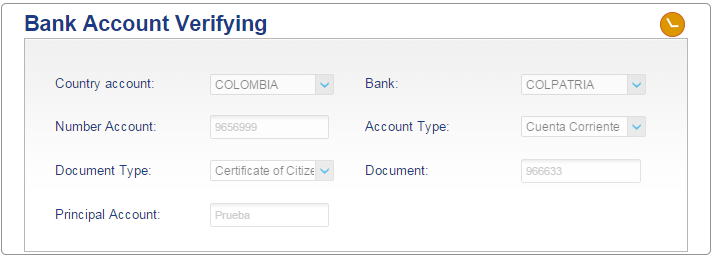 Bank Account Verifying
Country account: COLOMBIA Bank: COLPATRIA
Number Account: 9656999 Account Type: Cuenta Corriente
Document Type: Certificate of Citize Document: 966633
Principal Account: Prueba